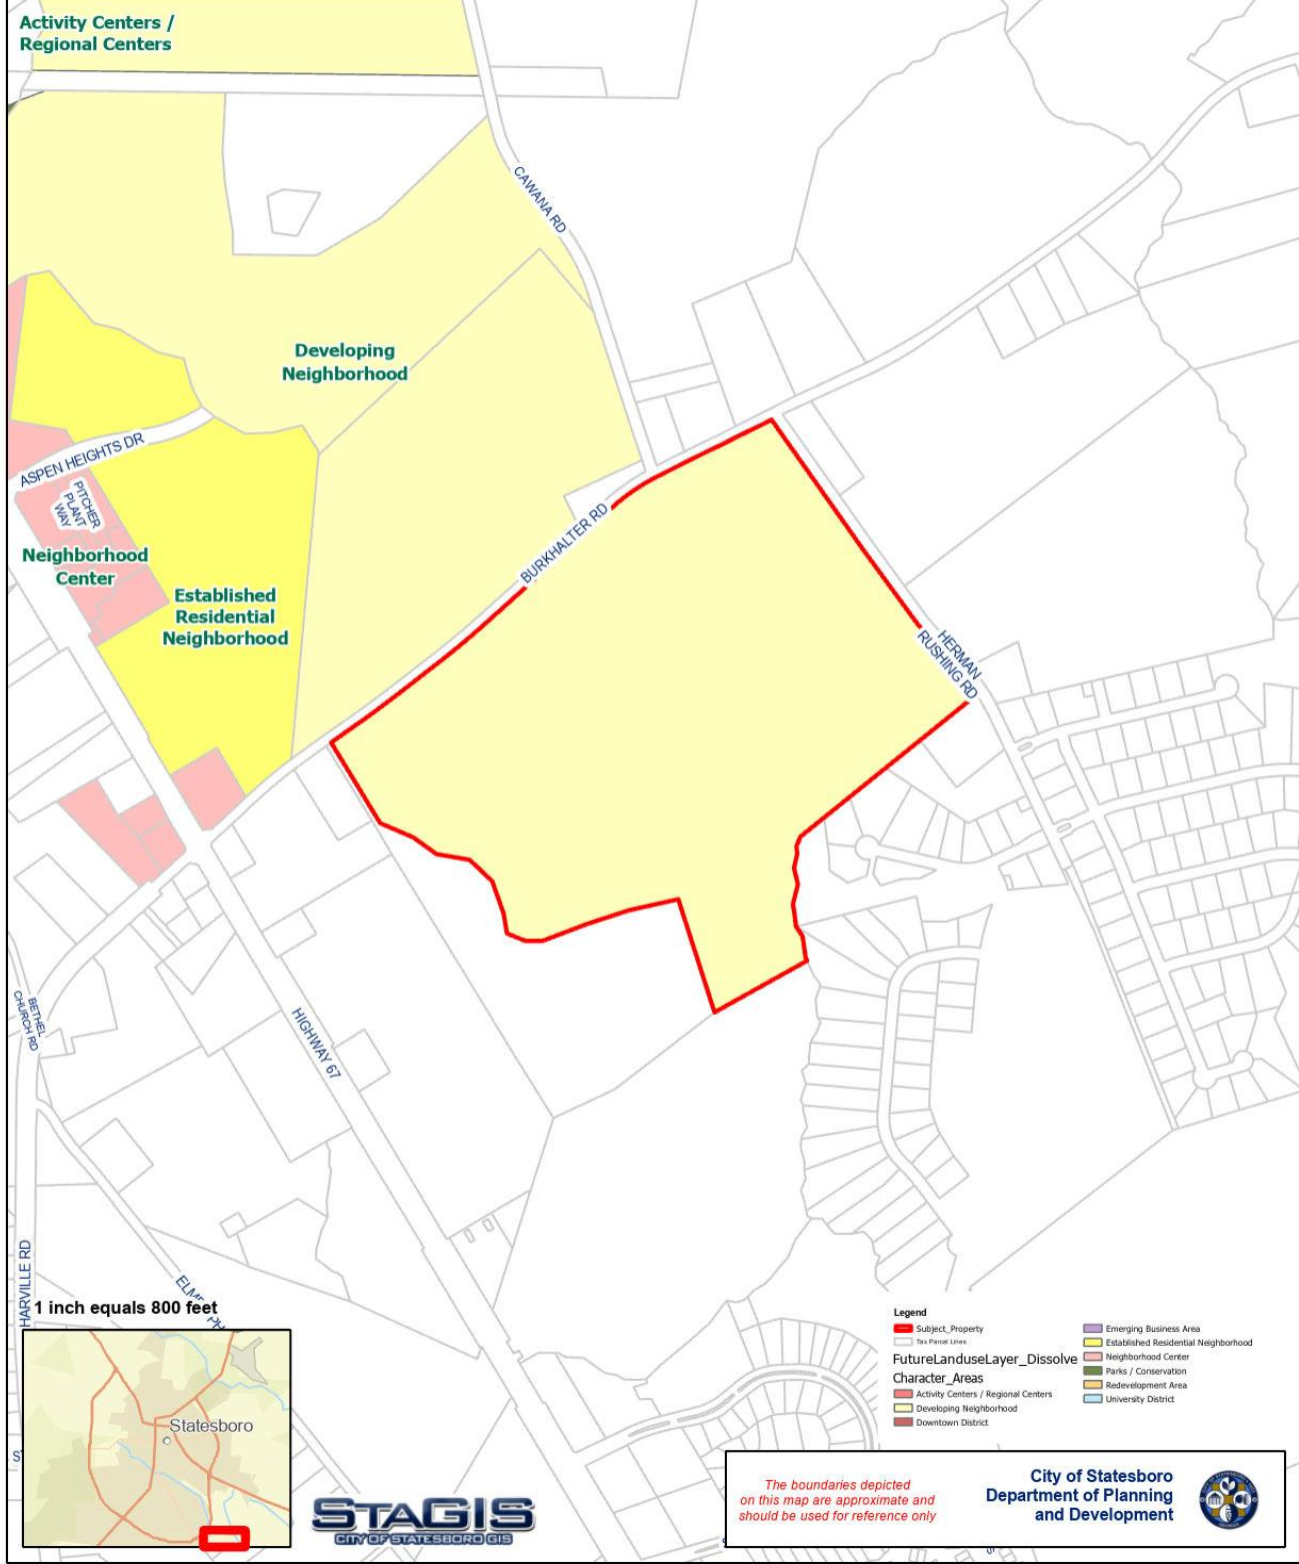 Activity Centers /
Regional Centers
CAWANA RD
Developing
Neighborhood
ASPEN HEIGHTS DR
PITCHER
PLANT
WAY
Neighborhood
Center
Established
Residential
Neighborhood
BURKHALTER RD
HERMAN
RUSHING RD
BETHEL
CHURCH RD
HIGHWAY 67
HARVILLE RD
1 inch equals 800 feet
Statesboro
STAGIS
CITY OF STATESBORO GIS
Legend
Subject_Property
Tax Parcel Lines
FutureLanduseLayer_Dissolve
Character_Areas
Activity Centers / Regional Centers
Developing Neighborhood
Downtown District
Emerging Business Area
Established Residential Neighborhood
Neighborhood Center
Parks / Conservation
Redevelopment Area
University District
The boundaries depicted
on this map are approximate and
should be used for reference only
City of Statesboro
Department of Planning
and Development